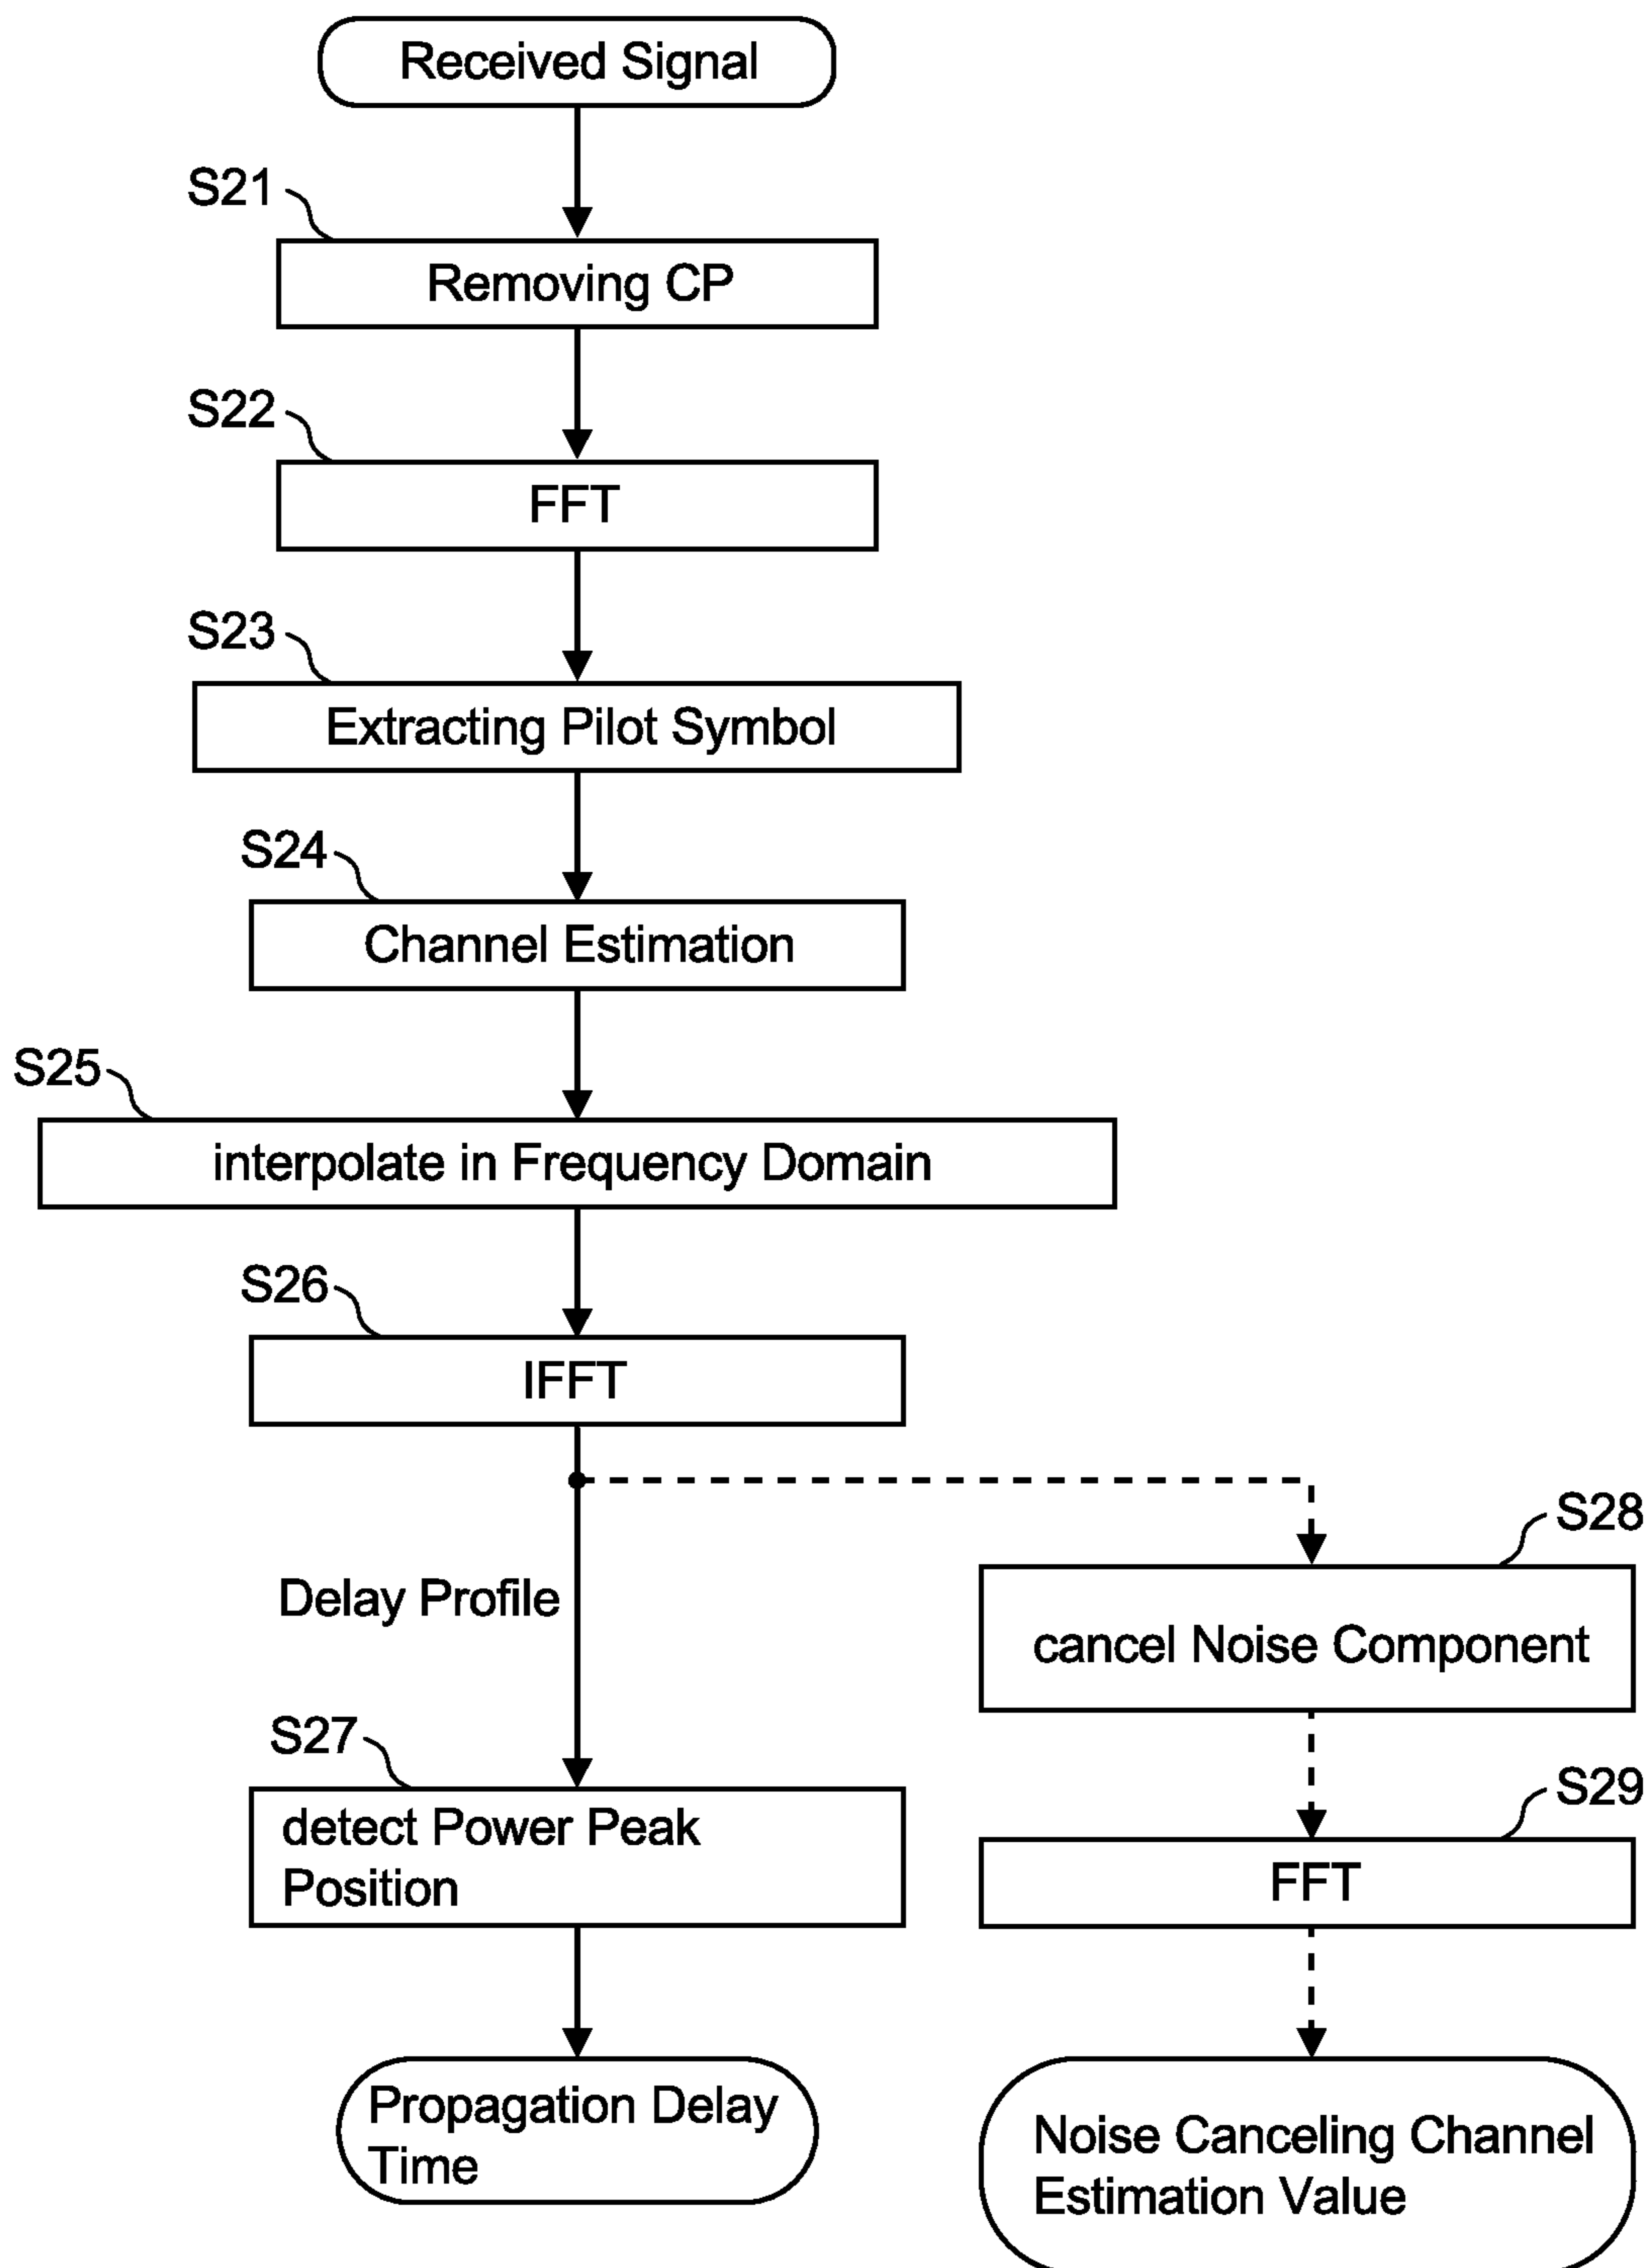 Received Signal
S21
Removing CP
S22
FFT
S23
Extracting Pilot Symbol
S24
Channel Estimation
S25
interpolate in Frequency Domain
S26
IFFT
S28
Delay Profile
cancel Noise Component
S27
S29
detect Power Peak
Position
FFT
Propagation Delay
Time
Noise Canceling Channel
Estimation Value